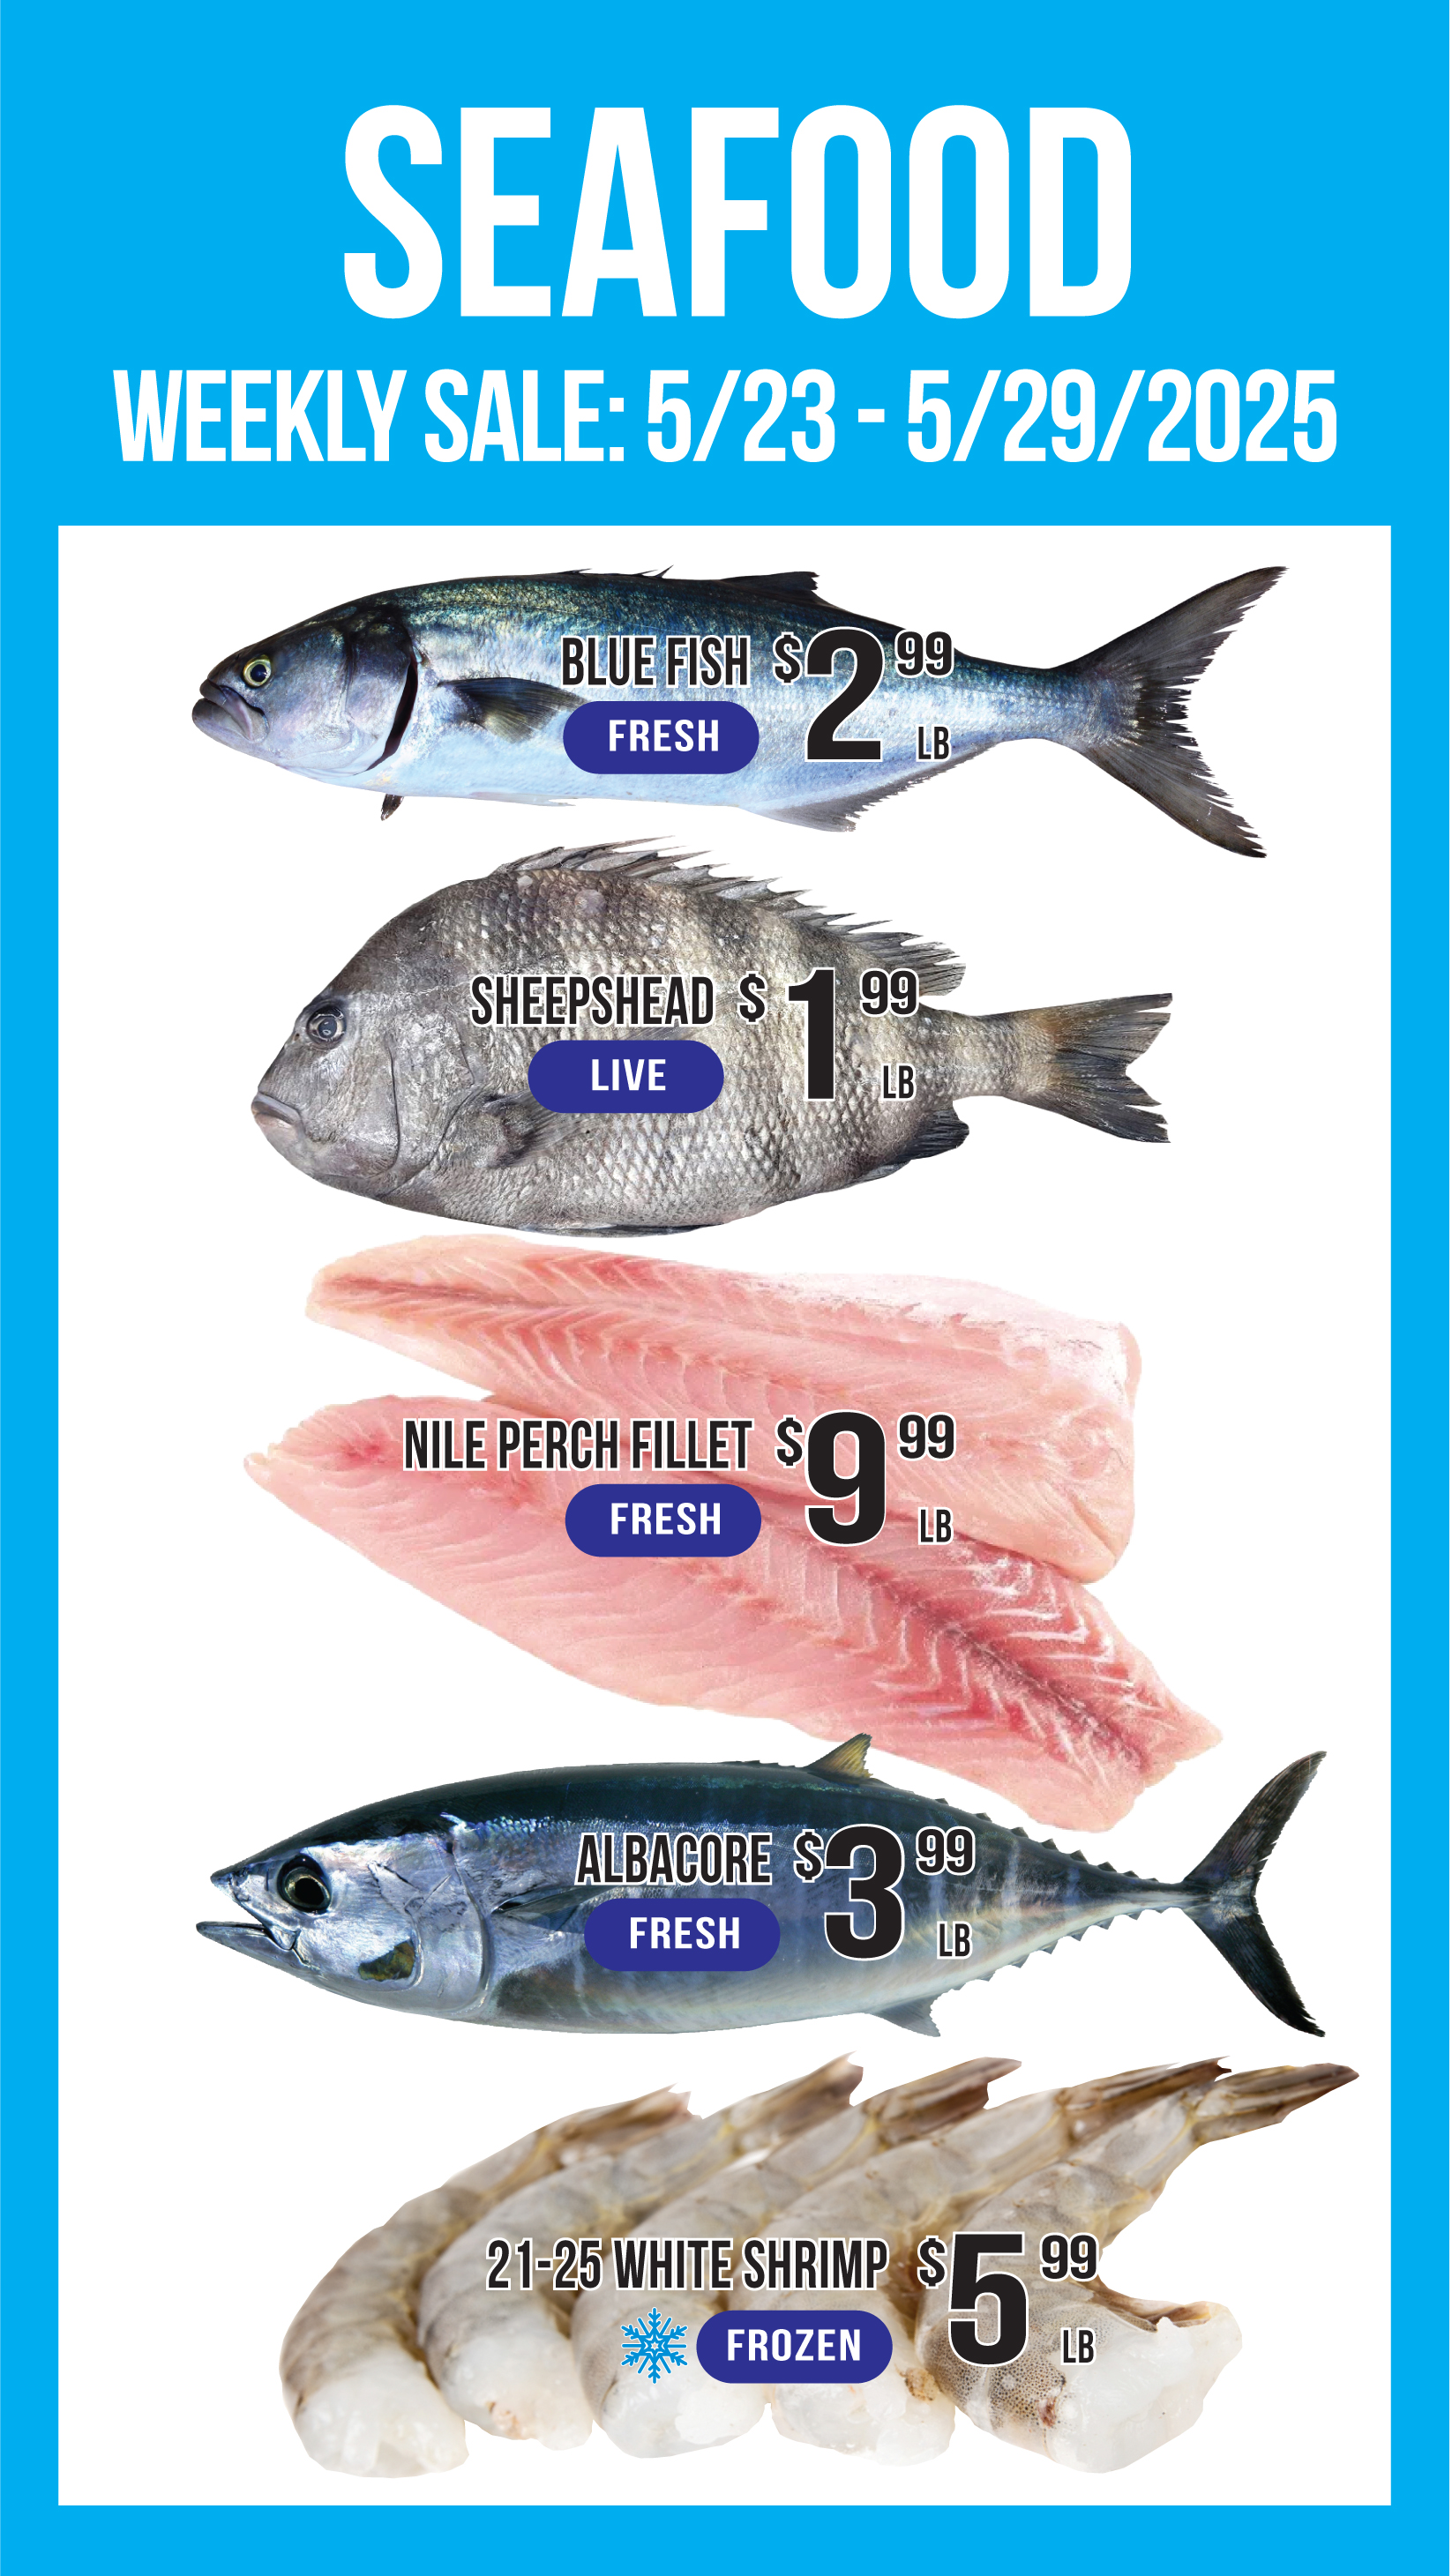 SEAFOOD
WEEKLY SALE: 5/23 - 5/29/2025
BLUE FISH $2 99
FRESH LB
SHEEPSHEAD $1 99
LIVE LB
NILE PERCH FILLET $9 99
FRESH LB
ALBACORE $3 99
FRESH LB
21-25 WHITE SHRIMP $5 99
FROZEN LB